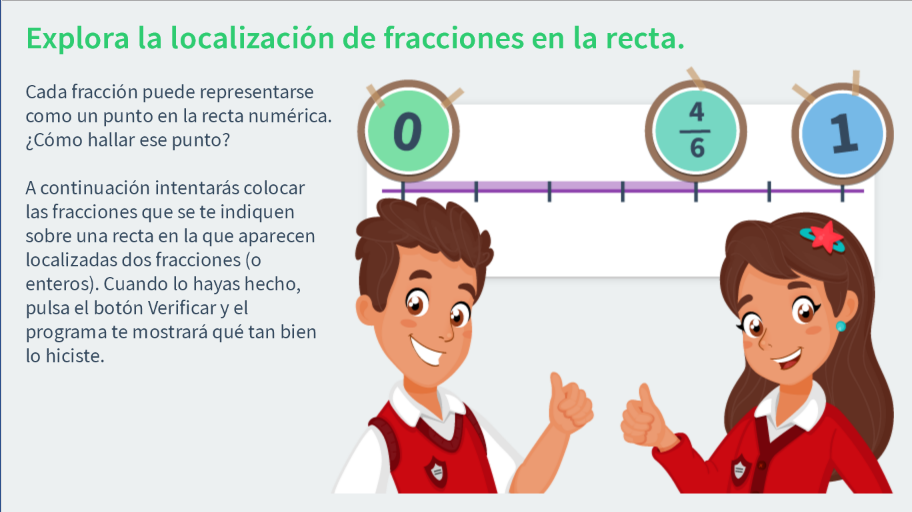 Explora la localización de fracciones en la recta.
Cada fracción puede representarse
como un punto en la recta numérica.
¿Cómo hallar ese punto?
A continuación intentarás colocar
las fracciones que se te indiquen
sobre una recta en la que aparecen
localizadas dos fracciones (o
enteros). Cuando lo hayas hecho,
pulsa el botón Verificar y el
programa te mostrará qué tan bien
lo hiciste.
0
4
6
1